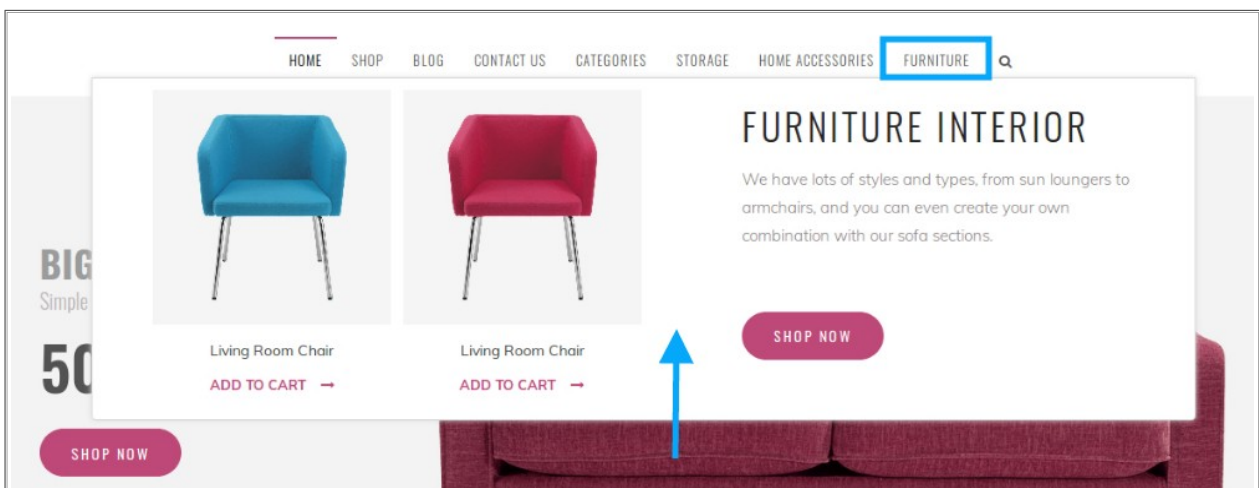 HOME SHOP BLOG CONTACT US CATEGORIES STORAGE HOME ACCESSORIES FURNITURE
FURNITURE INTERIOR
We have lots of styles and types, from sun loungers to
armchairs, and you can even create your own
combination with our sofa sections.
SHOP NOW
Living Room Chair
ADD TO CART →
Living Room Chair
ADD TO CART →
BIG
Simple
50
SHOP NOW